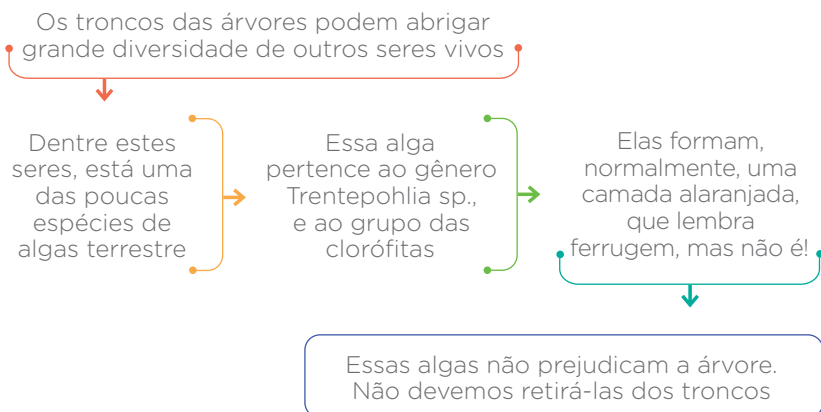 Os troncos das árvores podem abrigar
grande diversidade de outros seres vivos
Dentre estes
seres, está uma
das poucas
espécies de
algas terrestre
Essa alga
pertence ao gênero
Trentepohlia sp.,
e ao grupo das
clorófitas
Elas formam,
normalmente, uma
camada alaranjada,
que lembra
ferrugem, mas não é!
Essas algas não prejudicam a árvore.
Não devemos retirá-las dos troncos